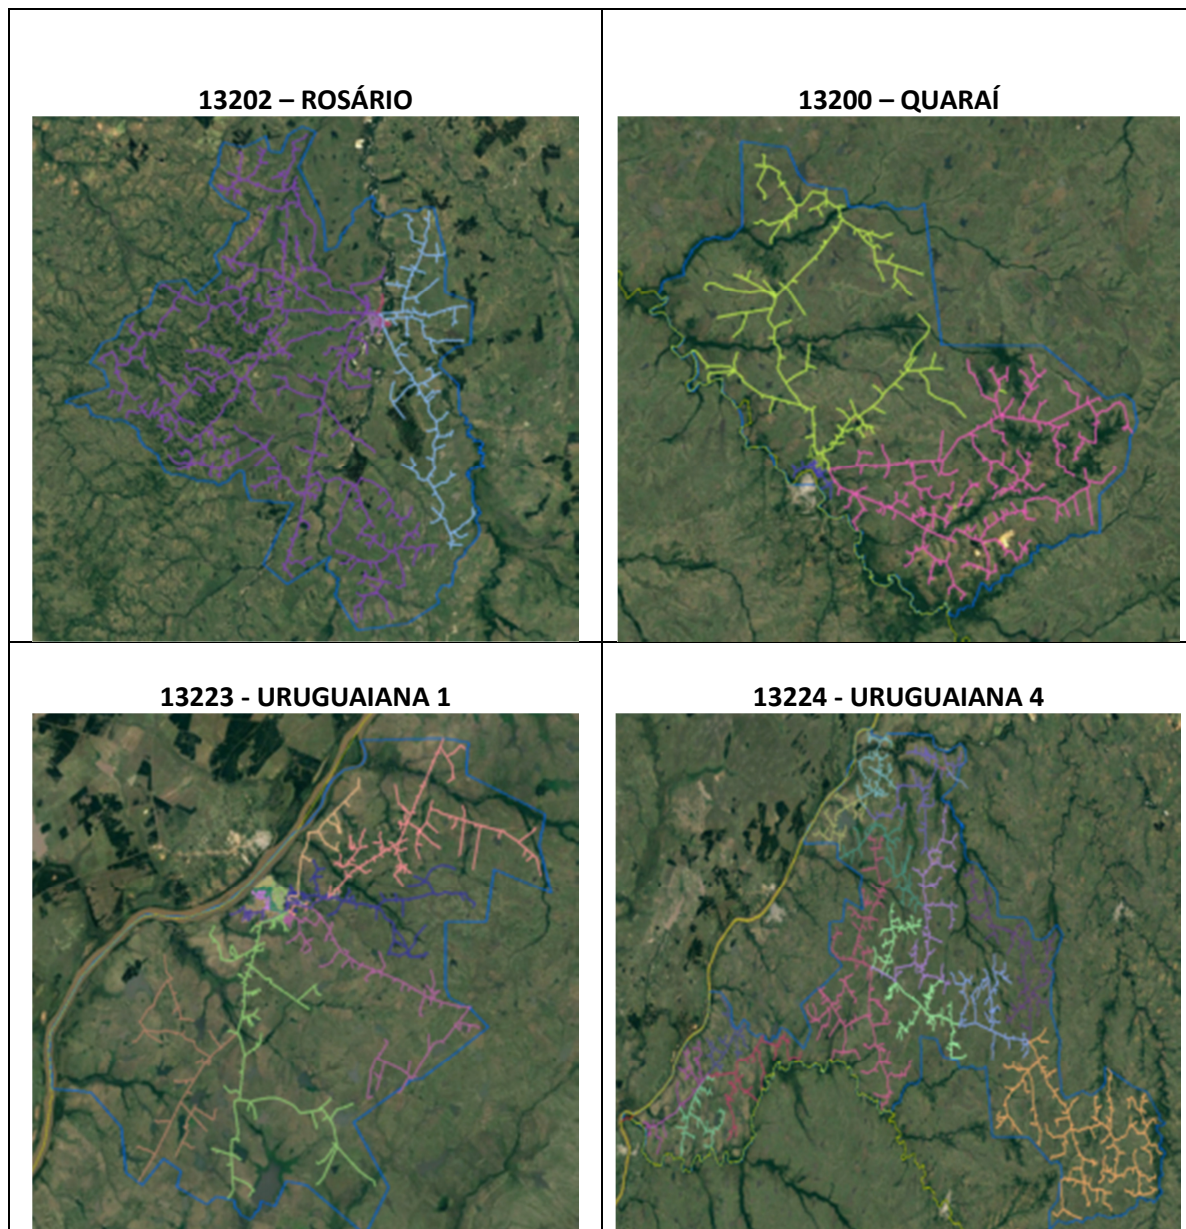 13202 – ROSÁRIO
13200 – QUARAÍ
13223 - URUGUAIANA 1
13224 - URUGUAIANA 4